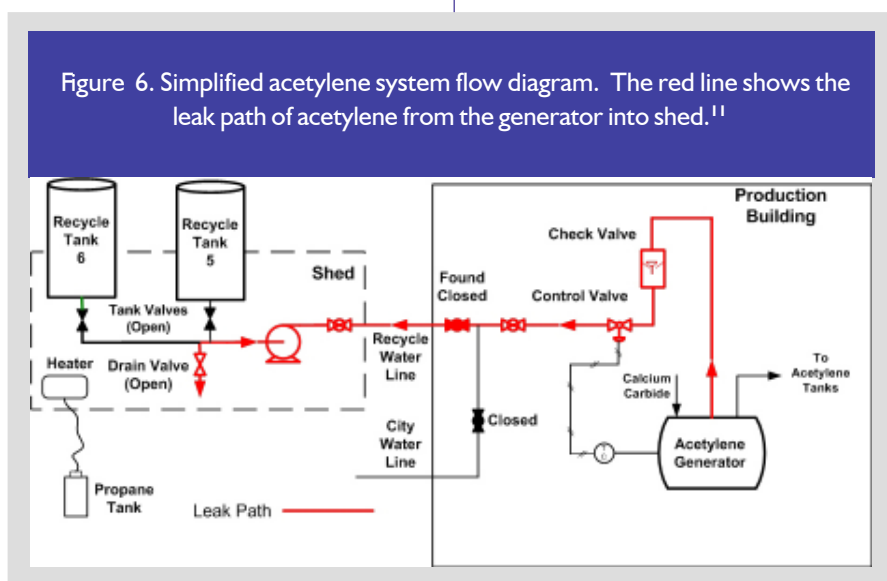 Figure 6. Simplified acetylene system flow diagram. The red line shows the
leak path of acetylene from the generator into shed.¹¹
Production
Building
Recycle
Tank
6
Recycle
Tank
5
Check Valve
Shed
Found
Closed
Control Valve
Tank Valves
(Open)
Recycle
Water
Line
Heater
Drain Valve
(Open)
Calcium
Carbide
To
Acetylene
Tanks
City
Water
Line
Closed
Acetylene
Generator
Propane
Tank
Leak Path